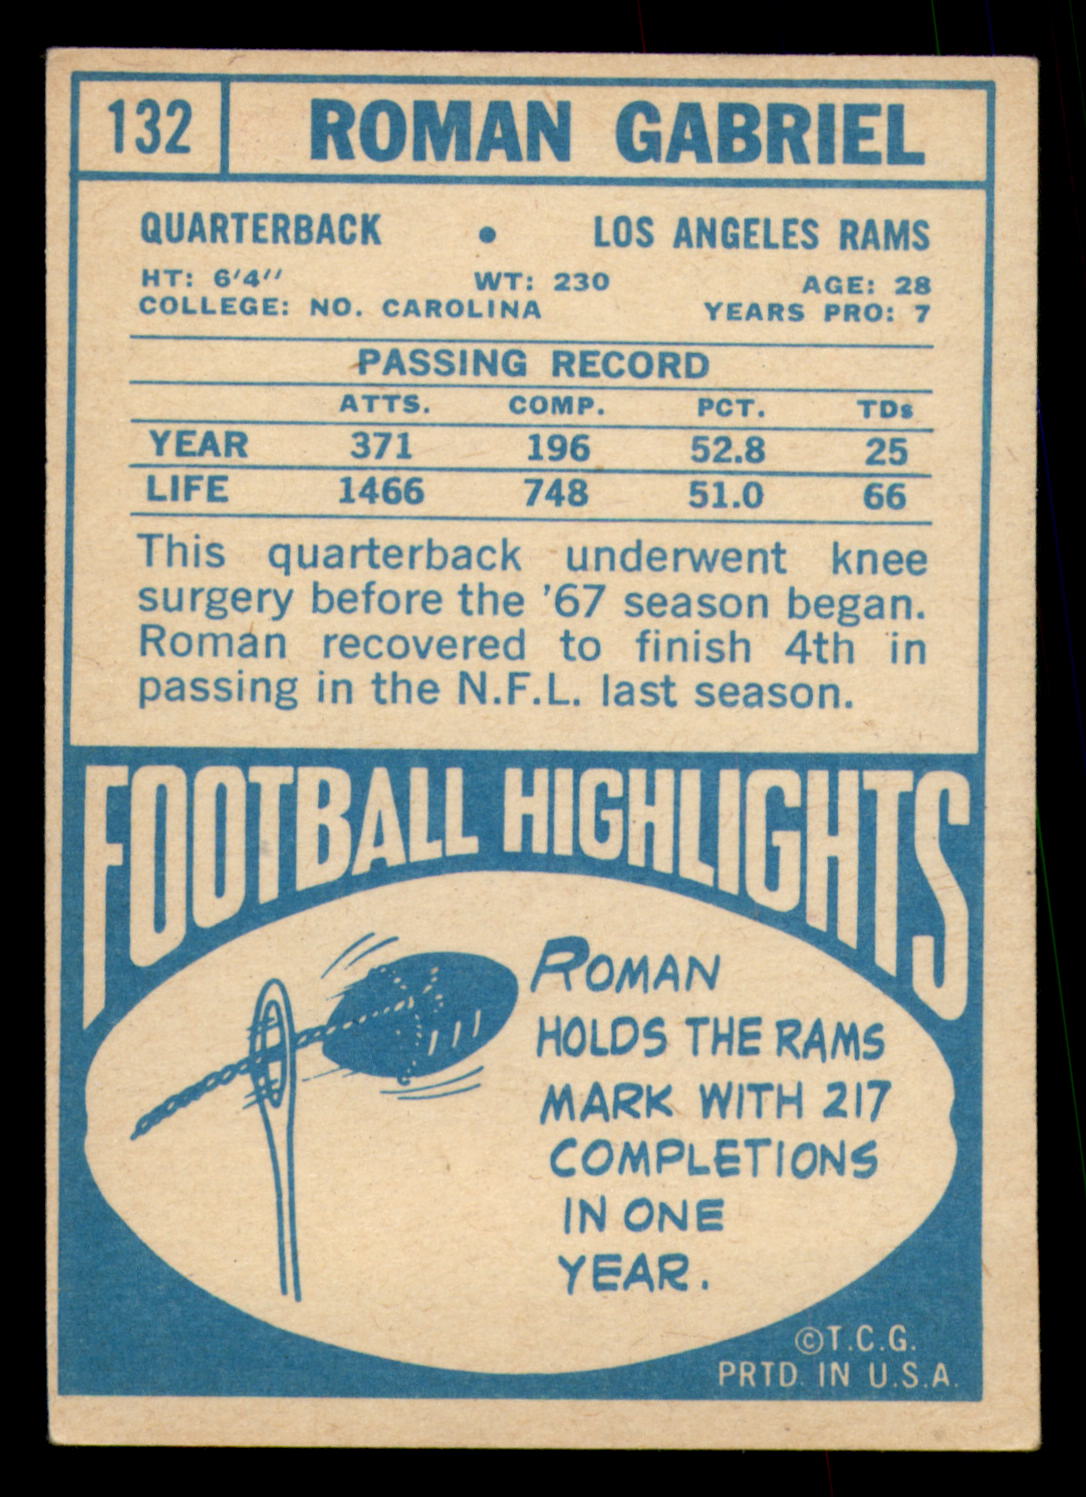 132 ROMAN GABRIEL
QUARTERBACK • LOS ANGELES RAMS
HT: 6'4" WT: 230 AGE: 28
COLLEGE: NO. CAROLINA YEARS PRO: 7
PASSING RECORD
ATTS. COMP. PCT. TDs
YEAR 371 196 52.8 25
LIFE 1466 748 51.0 66
This quarterback underwent knee
surgery before the '67 season began.
Roman recovered to finish 4th in
passing in the N.F.L. last season.
FOOTBALL HIGHLIGHTS
ROMAN
HOLDS THE RAMS
MARK WITH 217
COMPLETIONS
IN ONE
YEAR.
©T.C.G.
PRTD. IN U.S.A.